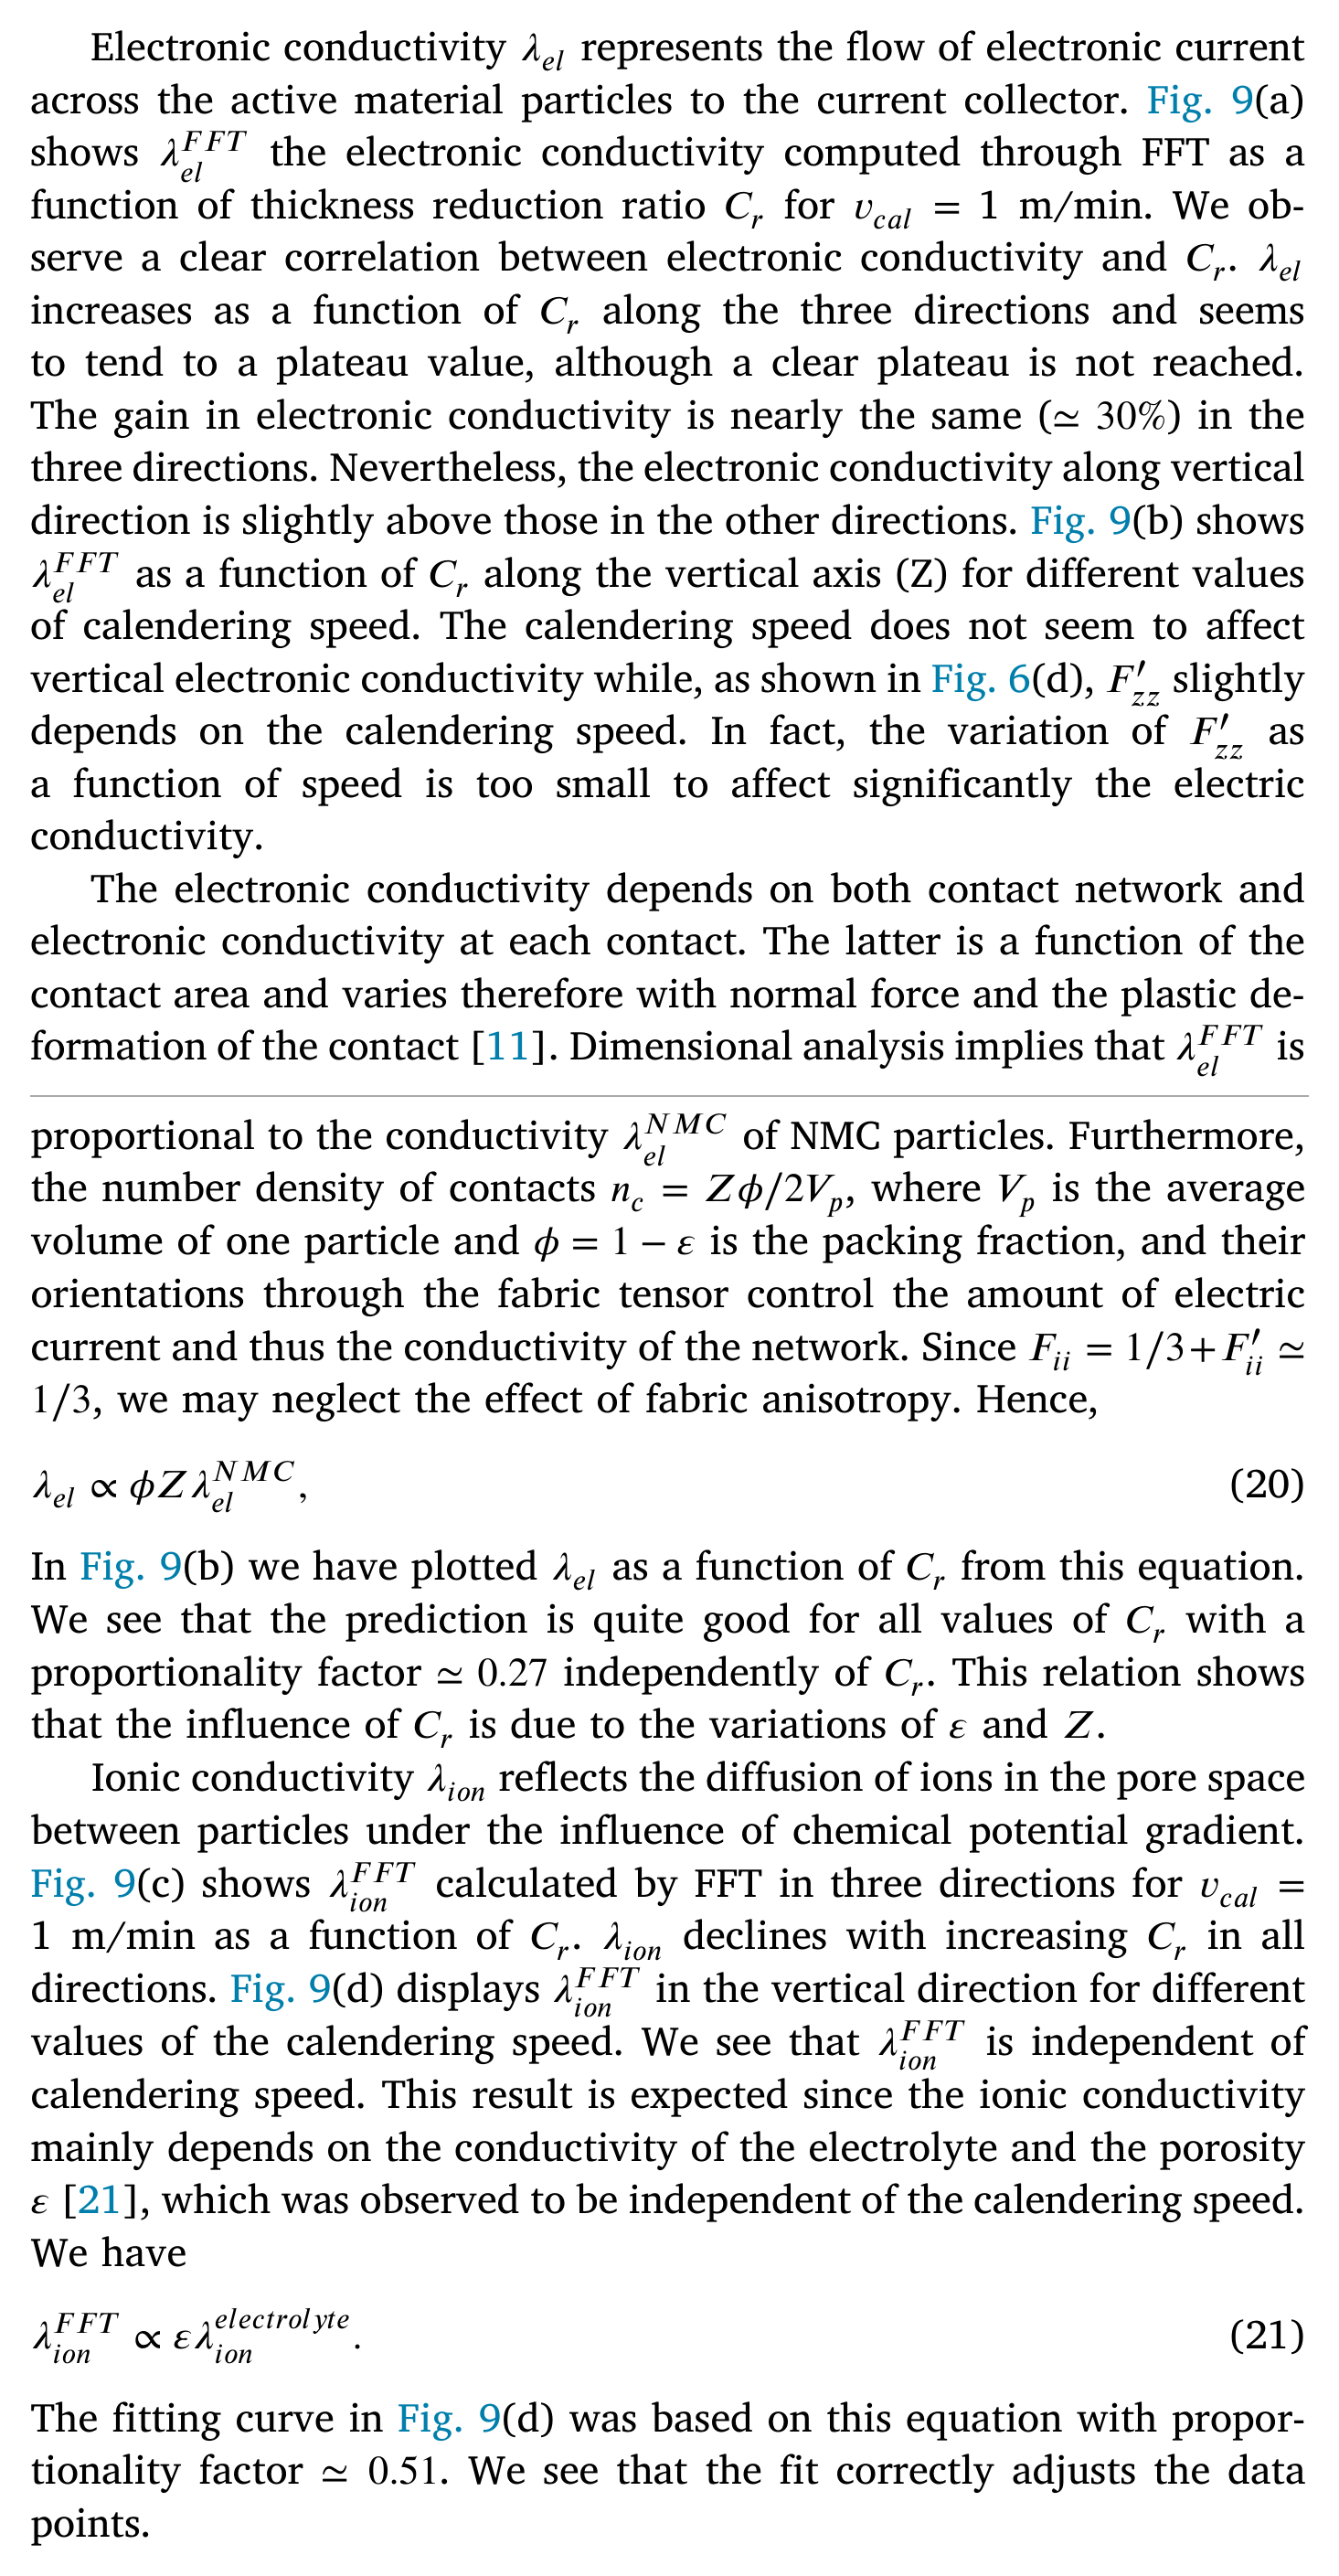 Electronic conductivity λ_el represents the flow of electronic current
across the active material particles to the current collector. Fig. 9(a)
shows λ_el^FFT the electronic conductivity computed through FFT as a
function of thickness reduction ratio C_r for v_cal = 1 m/min. We ob-
serve a clear correlation between electronic conductivity and C_r. λ_el
increases as a function of C_r along the three directions and seems
to tend to a plateau value, although a clear plateau is not reached.
The gain in electronic conductivity is nearly the same (≃ 30%) in the
three directions. Nevertheless, the electronic conductivity along vertical
direction is slightly above those in the other directions. Fig. 9(b) shows
λ_el^FFT as a function of C_r along the vertical axis (Z) for different values
of calendering speed. The calendering speed does not seem to affect
vertical electronic conductivity while, as shown in Fig. 6(d), F′_zz slightly
depends on the calendering speed. In fact, the variation of F′_zz as
a function of speed is too small to affect significantly the electric
conductivity.
The electronic conductivity depends on both contact network and
electronic conductivity at each contact. The latter is a function of the
contact area and varies therefore with normal force and the plastic de-
formation of the contact [11]. Dimensional analysis implies that λ_el^FFT is
proportional to the conductivity λ_el^NMC of NMC particles. Furthermore,
the number density of contacts n_c = Zϕ/2V_p, where V_p is the average
volume of one particle and ϕ = 1 − ε is the packing fraction, and their
orientations through the fabric tensor control the amount of electric
current and thus the conductivity of the network. Since F_ii = 1/3+F′_ii ≃
1/3, we may neglect the effect of fabric anisotropy. Hence,
λ_el ∝ ϕZλ_el^NMC, (20)
In Fig. 9(b) we have plotted λ_el as a function of C_r from this equation.
We see that the prediction is quite good for all values of C_r with a
proportionality factor ≃ 0.27 independently of C_r. This relation shows
that the influence of C_r is due to the variations of ε and Z.
Ionic conductivity λ_ion reflects the diffusion of ions in the pore space
between particles under the influence of chemical potential gradient.
Fig. 9(c) shows λ_ion^FFT calculated by FFT in three directions for v_cal =
1 m/min as a function of C_r. λ_ion declines with increasing C_r in all
directions. Fig. 9(d) displays λ_ion^FFT in the vertical direction for different
values of the calendering speed. We see that λ_ion^FFT is independent of
calendering speed. This result is expected since the ionic conductivity
mainly depends on the conductivity of the electrolyte and the porosity
ε [21], which was observed to be independent of the calendering speed.
We have
λ_ion^FFT ∝ ελ_ion^electrolyte. (21)
The fitting curve in Fig. 9(d) was based on this equation with propor-
tionality factor ≃ 0.51. We see that the fit correctly adjusts the data
points.